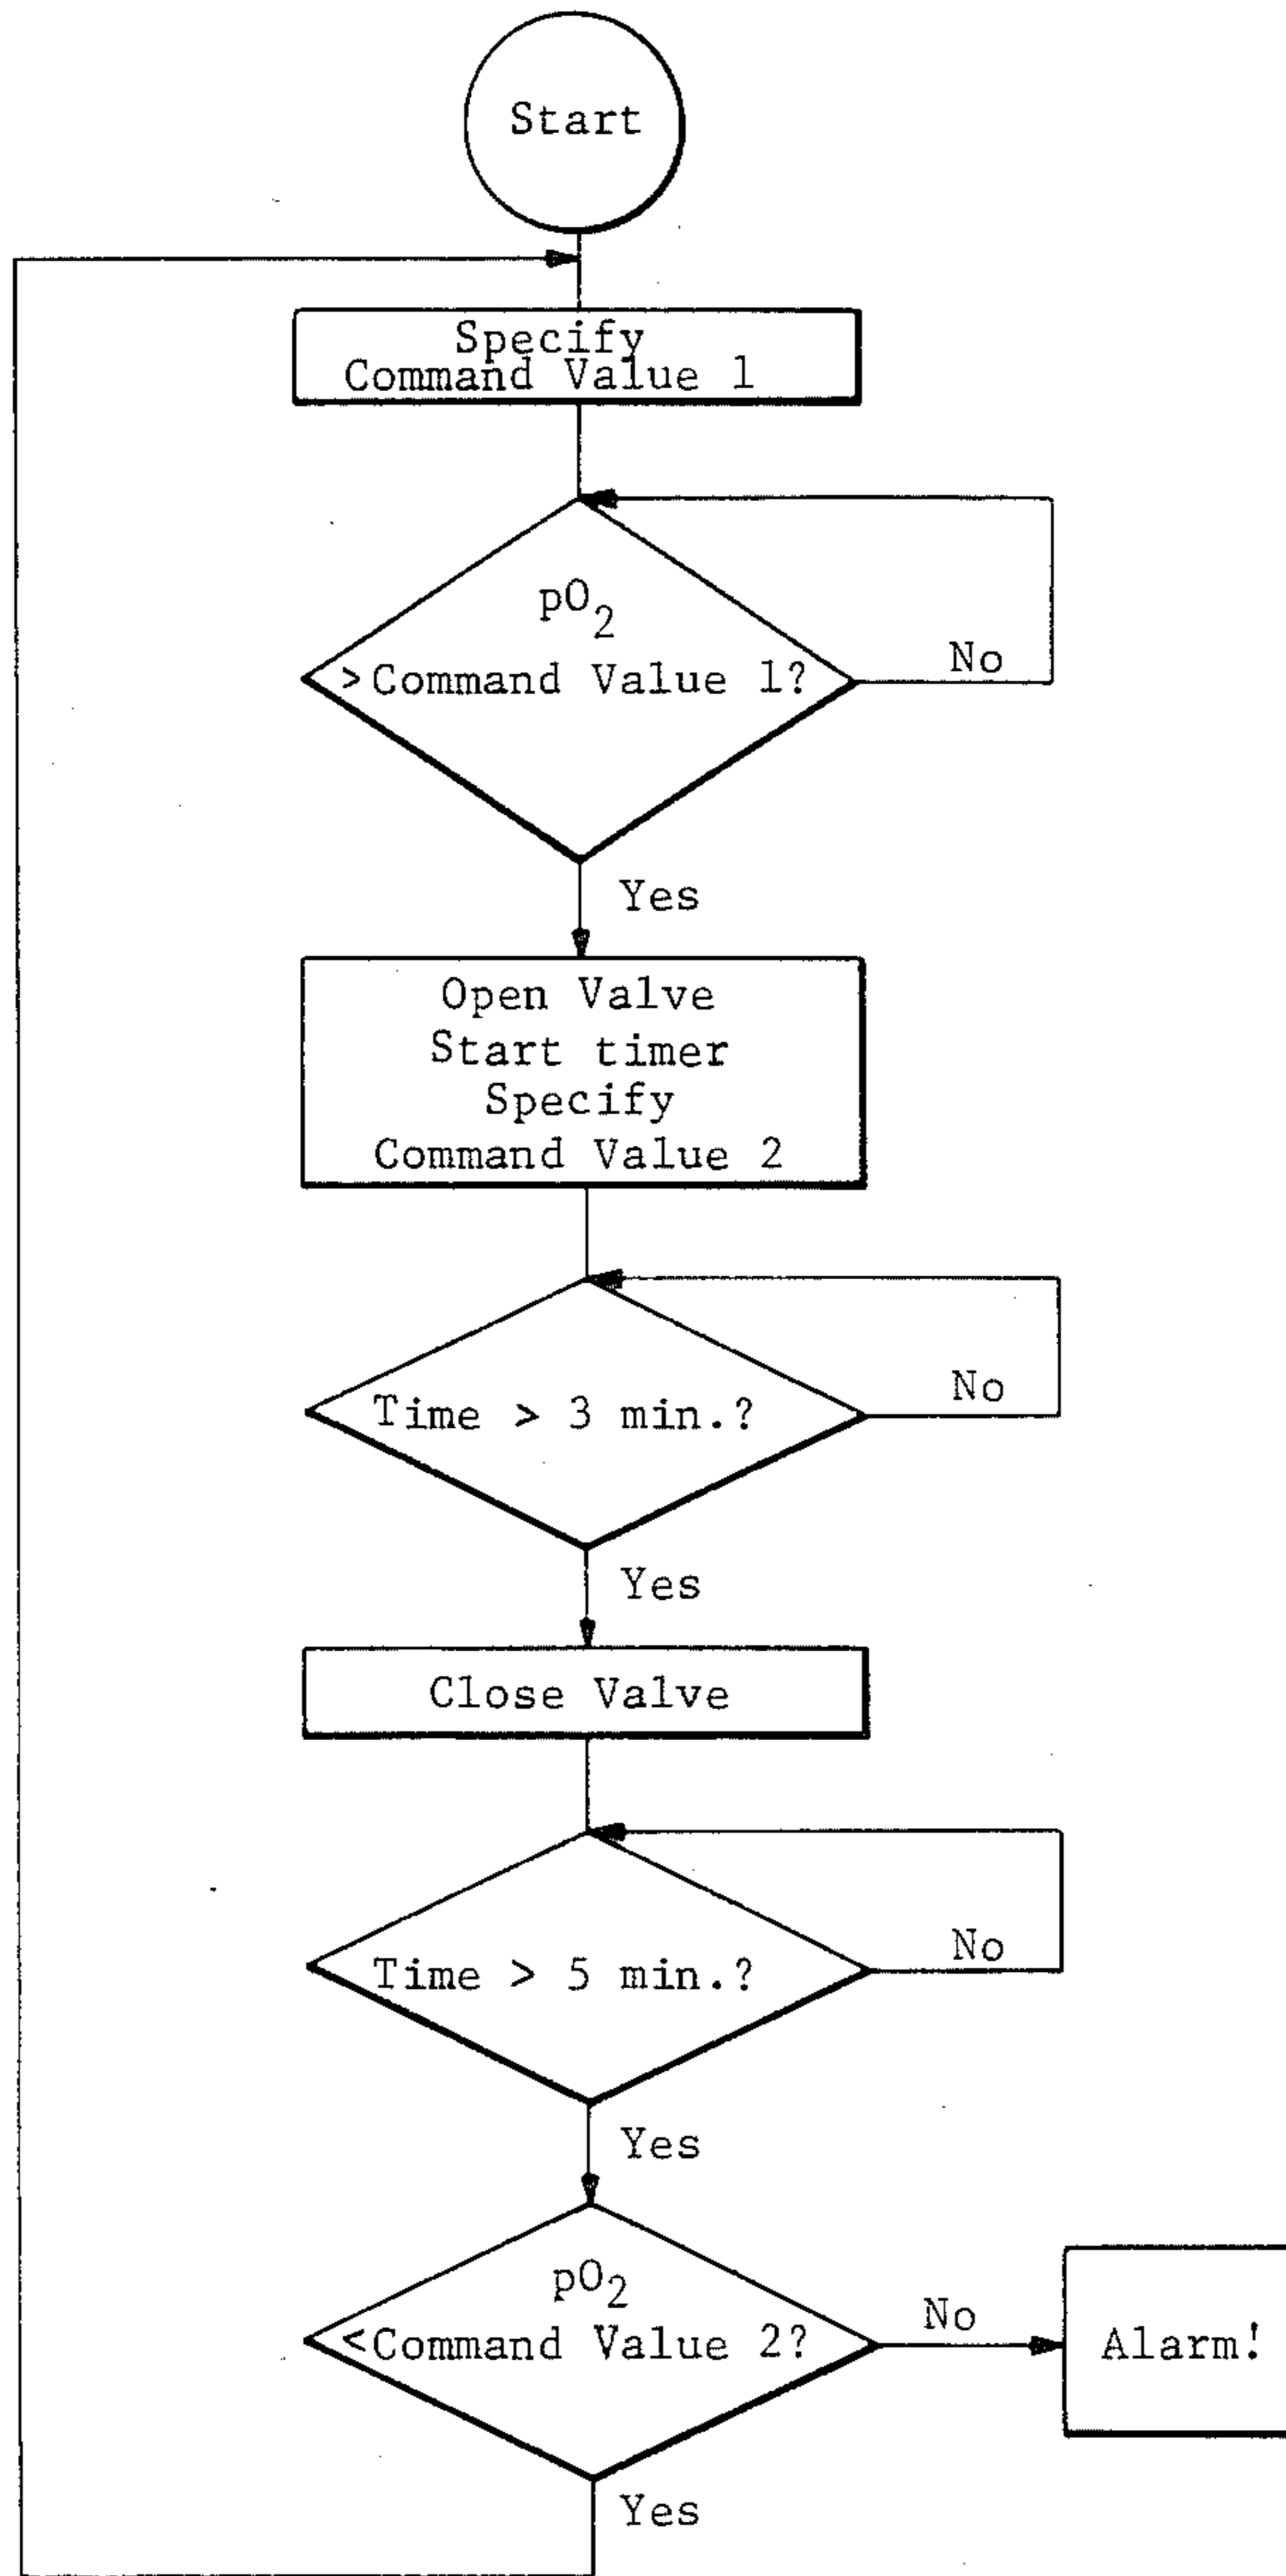 Start
Specify
Command Value 1
pO₂
>Command Value 1?
No
Yes
Open Valve
Start timer
Specify
Command Value 2
Time > 3 min.?
No
Yes
Close Valve
Time > 5 min.?
No
Yes
pO₂
<Command Value 2?
No
Alarm!
Yes